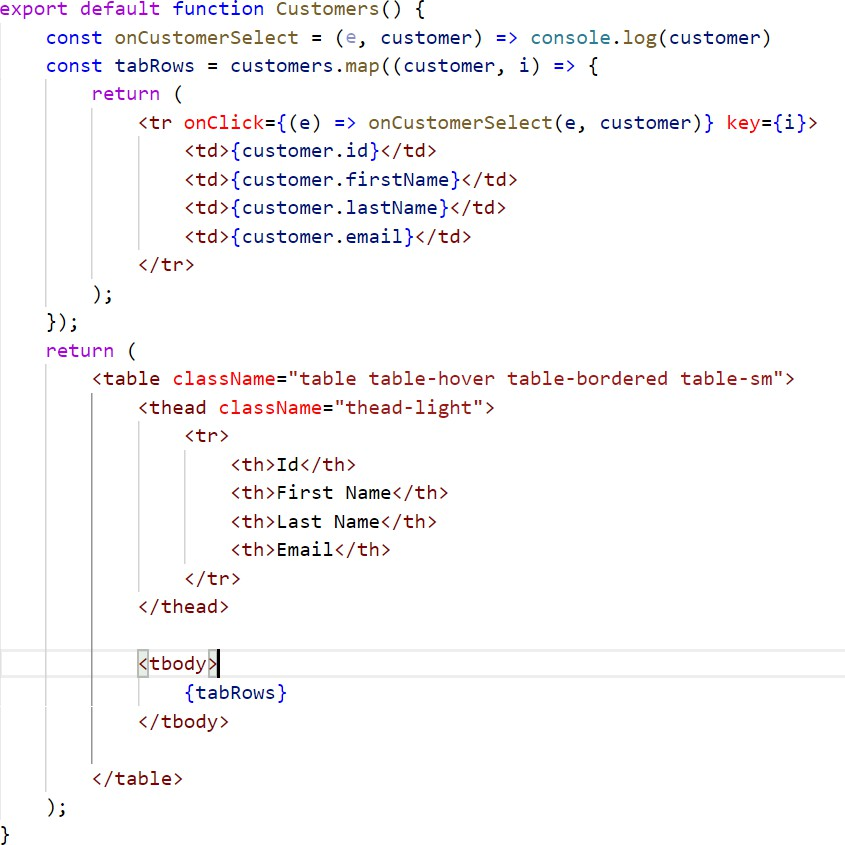 export default function Customers() {
    const onCustomerSelect = (e, customer) => console.log(customer)
    const tabRows = customers.map((customer, i) => {
        return (
            <tr onClick={(e) => onCustomerSelect(e, customer)} key={i}>
                <td>{customer.id}</td>
                <td>{customer.firstName}</td>
                <td>{customer.lastName}</td>
                <td>{customer.email}</td>
            </tr>
        );
    });
    return (
        <table className="table table-hover table-bordered table-sm">
            <thead className="thead-light">
                <tr>
                    <th>Id</th>
                    <th>First Name</th>
                    <th>Last Name</th>
                    <th>Email</th>
                </tr>
            </thead>

            <tbody>
                {tabRows}
            </tbody>

        </table>
    );
}